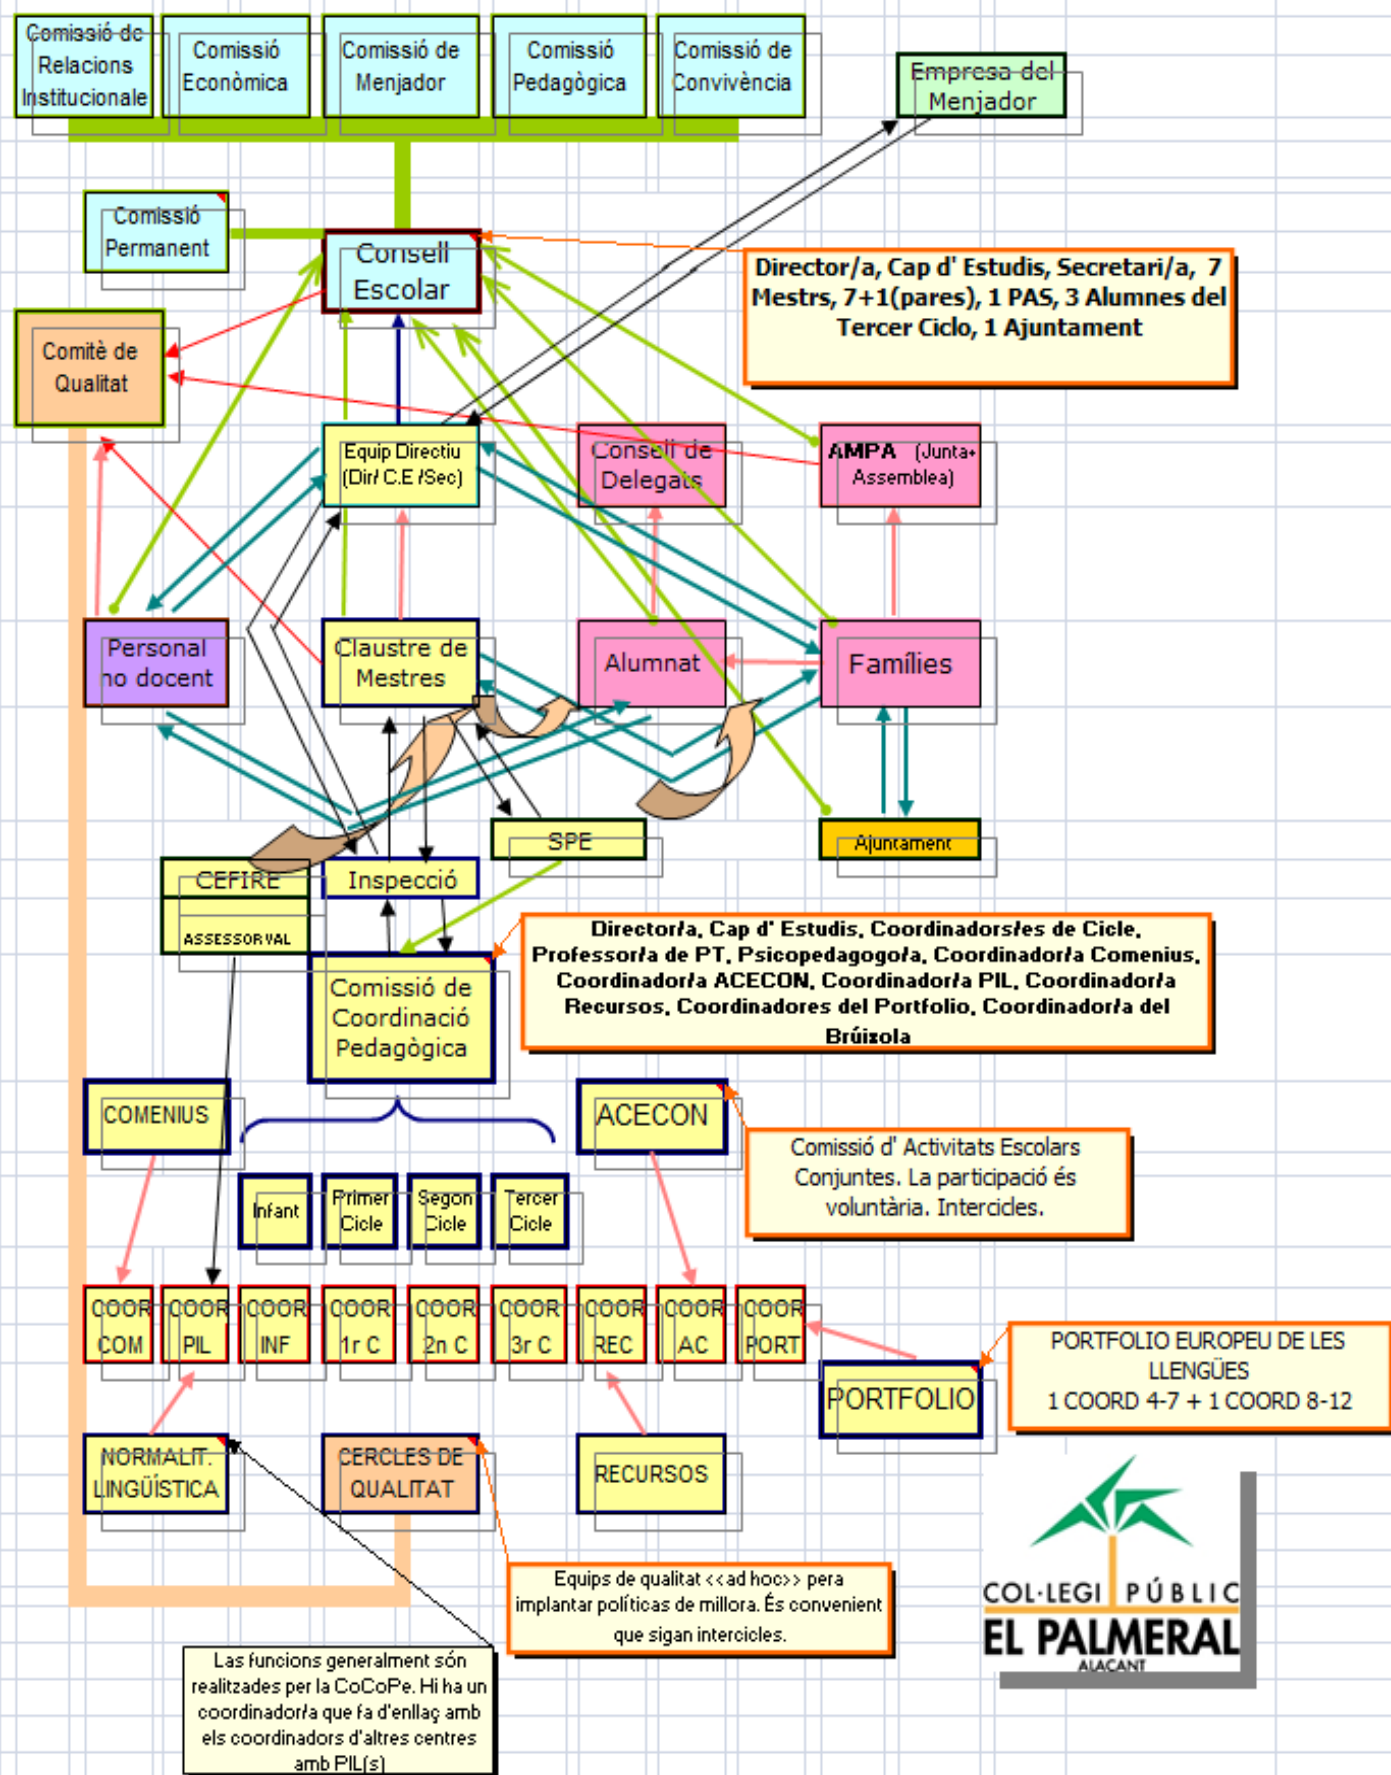 Comissió de
Relacions
Institucionale
Comissió
Econòmica
Comissió de
Menjador
Comissió
Pedagògica
Comissió de
Convivència
Empresa del
Menjador
Comissió
Permanent
Consell
Escolar
Director/a, Cap d' Estudis, Secretari/a, 7
Mestrs, 7+1(pares), 1 PAS, 3 Alumnes del
Tercer Ciclo, 1 Ajuntament
Comitè de
Qualitat
Equip Directiu
(Dir/ C.E /Sec)
Consell de
Delegats
AMPA (Junta+
Assemblea)
Personal
no docent
Claustre de
Mestres
Alumnat
Famílies
SPE
Ajuntament
CEFIRE
ASSESSOR VAL
Inspecció
Director/a, Cap d' Estudis, Coordinadors/es de Cicle,
Professor/a de PT, Psicopedagogo/a, Coordinador/a Comenius,
Coordinador/a ACECON, Coordinador/a PIL, Coordinador/a
Recursos, Coordinadores del Portfolio, Coordinador/a del
Brúixola
Comissió de
Coordinació
Pedagògica
COMENIUS
ACECON
Comissió d' Activitats Escolars
Conjuntes. La participació és
voluntària. Intercicles.
Infant
Primer
Cicle
Segon
Cicle
Tercer
Cicle
COOR
COM
COOR
PIL
COOR
INF
COOR
1r C
COOR
2n C
COOR
3r C
COOR
REC
COOR
AC
COOR
PORT
PORTFOLIO
PORTFOLIO EUROPEU DE LES
LLENGÜES
1 COORD 4-7 + 1 COORD 8-12
NORMALIT.
LINGÜÍSTICA
CERCLES DE
QUALITAT
RECURSOS
Equips de qualitat <<ad hoc>> pera
implantar polítiques de millora. És convenient
que sigan intercicles.
COL·LEGI PÚBLIC
EL PALMERAL
ALACANT
Las funcions generalment són
realitzades per la CoCoPe. Hi ha un
coordinador/a que fa d'enllaç amb
els coordinadors d'altres centres
amb PIL(s)